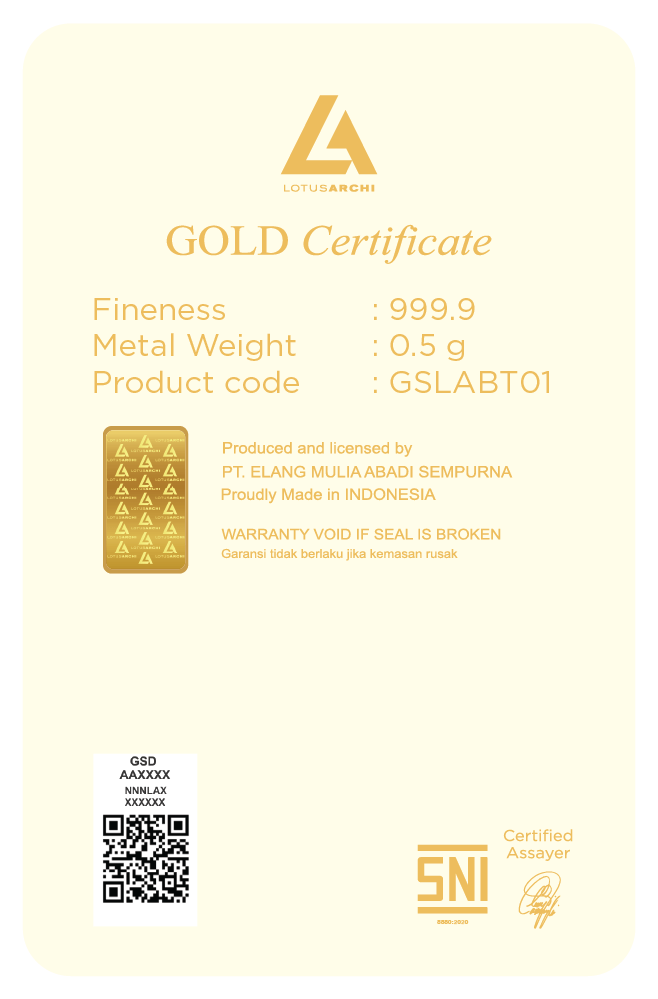 LOTUSARCHI
GOLD Certificate
Fineness : 999.9
Metal Weight : 0.5 g
Product code : GSLABT01
Produced and licensed by
PT. ELANG MULIA ABADI SEMPURNA
Proudly Made in INDONESIA
WARRANTY VOID IF SEAL IS BROKEN
Garansi tidak berlaku jika kemasan rusak
GSD
AAXXXX
NNNLAX
XXXXXX
Certified
Assayer
SNI